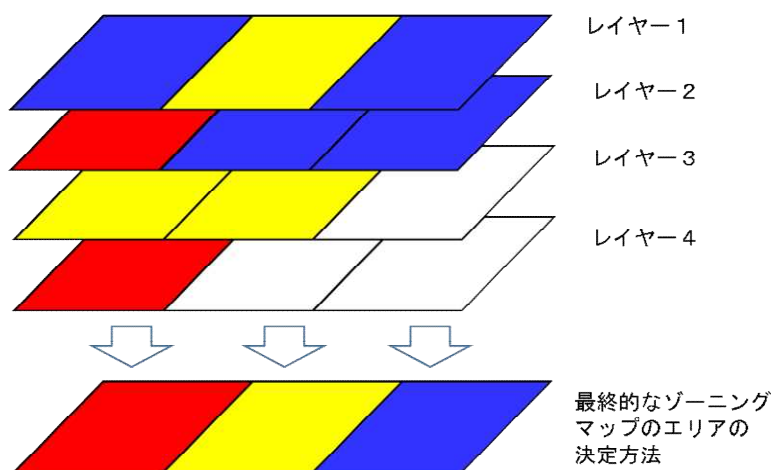 レイヤー１
レイヤー２
レイヤー３
レイヤー４
最終的なゾーニング
マップのエリアの
決定方法